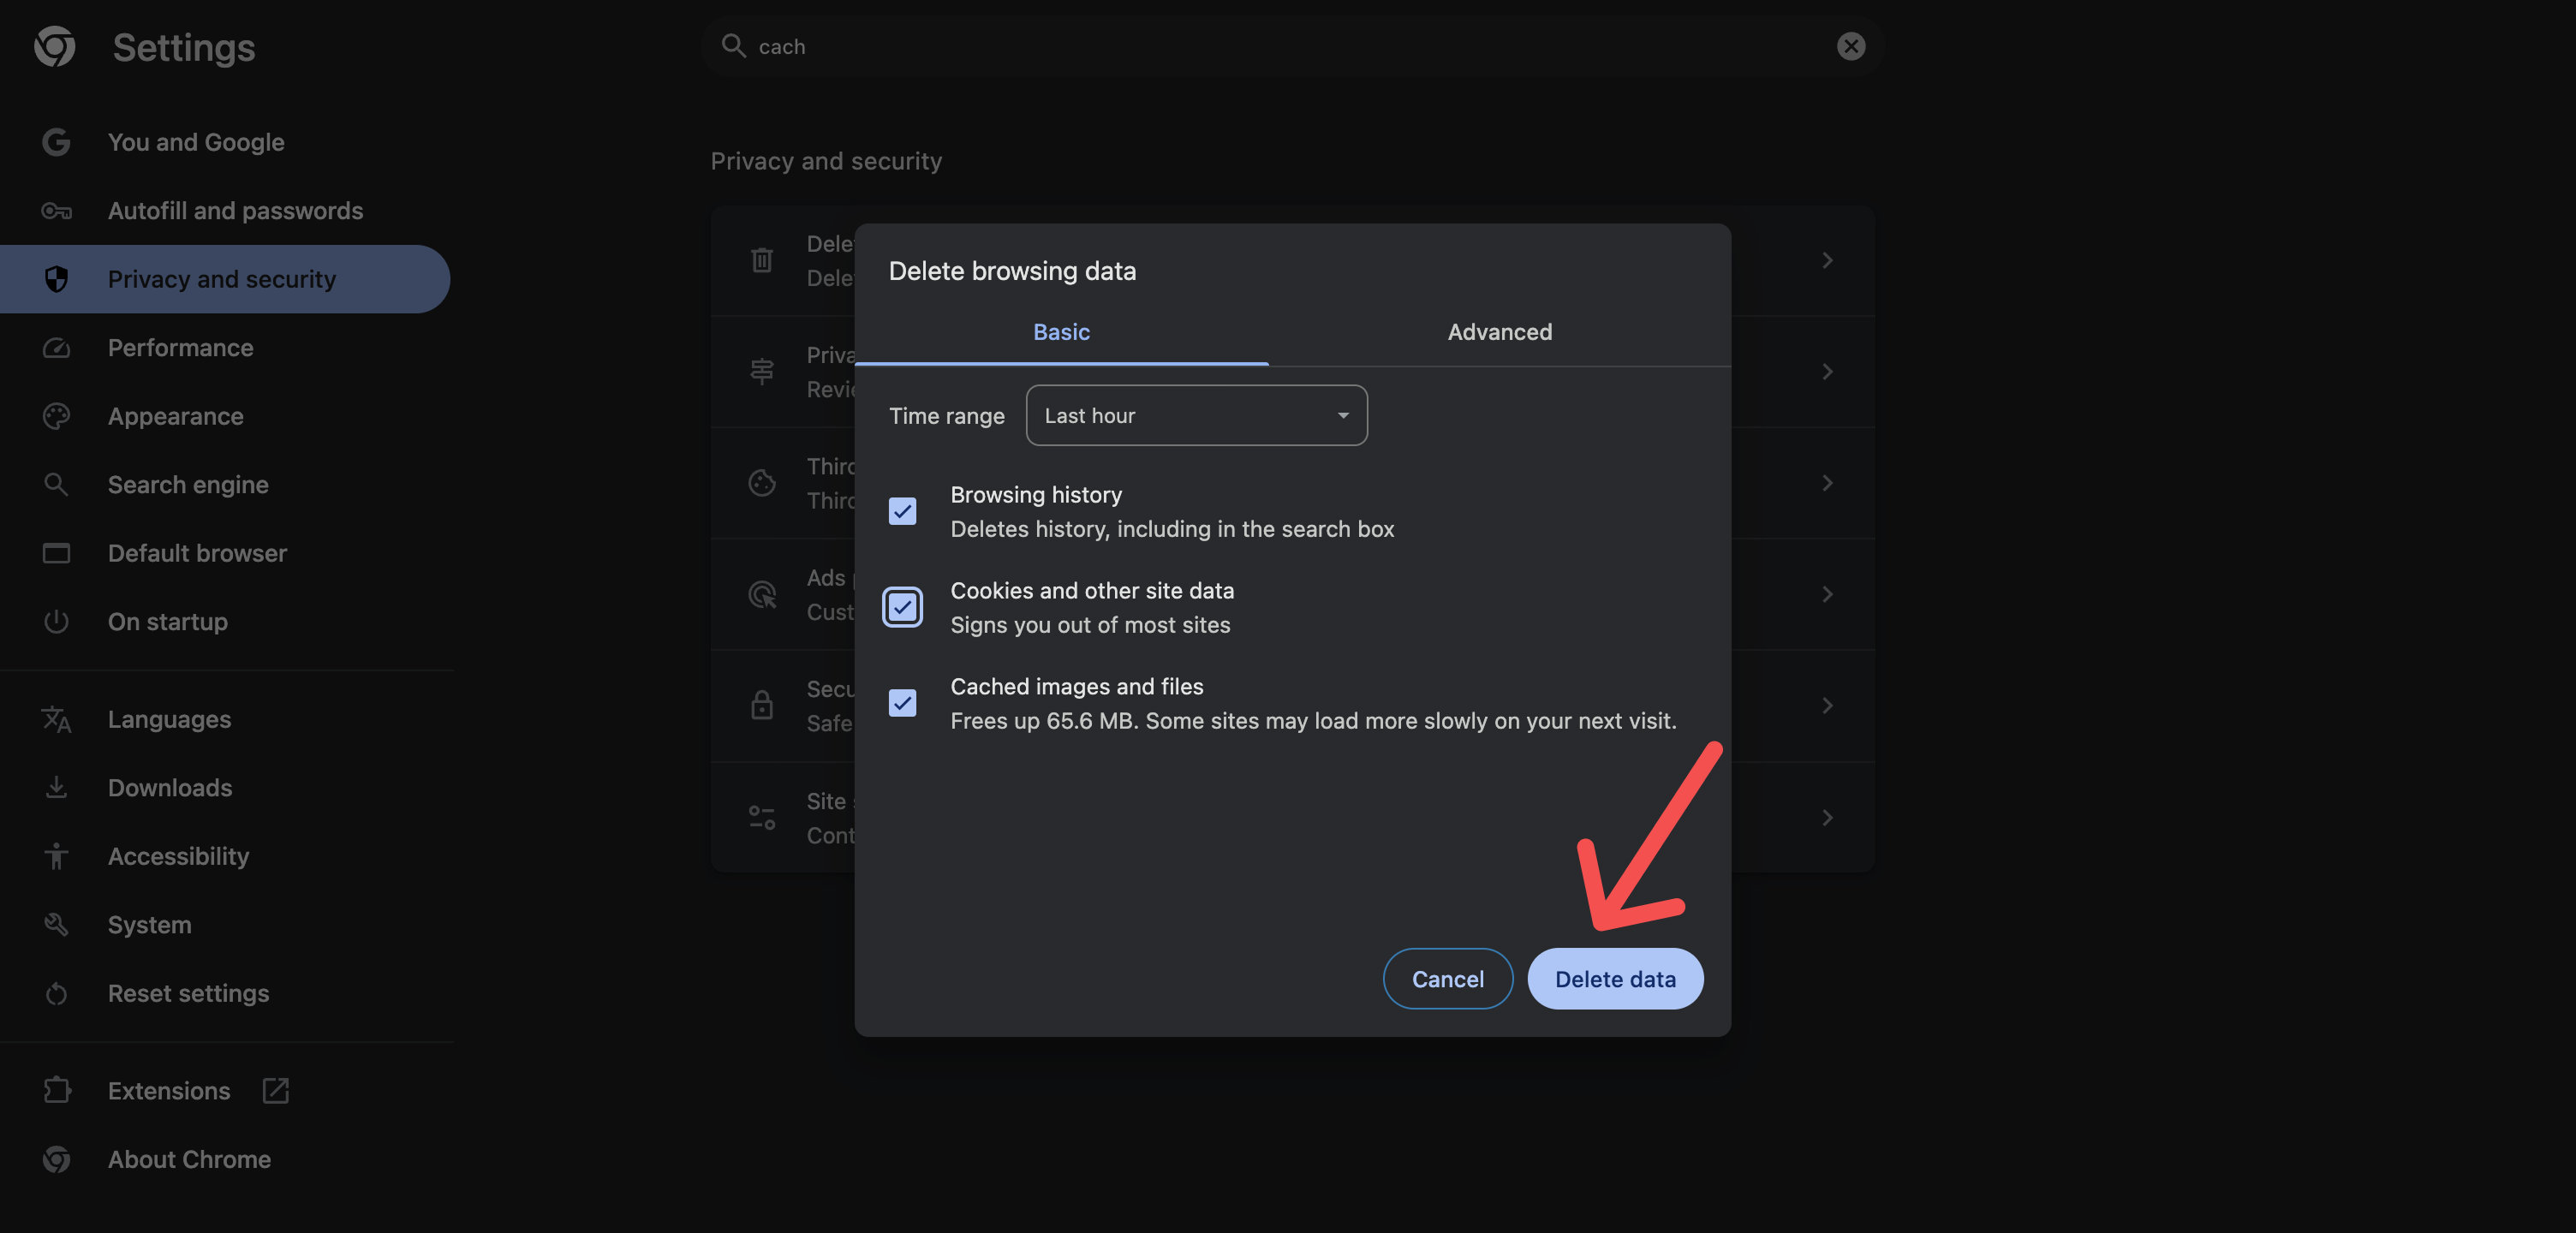 Settings
cach
You and Google
Autofill and passwords
Privacy and security
Performance
Appearance
Search engine
Default browser
On startup
Languages
Downloads
Accessibility
System
Reset settings
Extensions
About Chrome
Privacy and security
Dele
Dele
Priva
Revie
Third
Third
Ads
Cust
Secu
Safe
Site
Cont
Delete browsing data
Basic Advanced
Time range Last hour
Browsing history
Deletes history, including in the search box
Cookies and other site data
Signs you out of most sites
Cached images and files
Frees up 65.6 MB. Some sites may load more slowly on your next visit.
Cancel Delete data